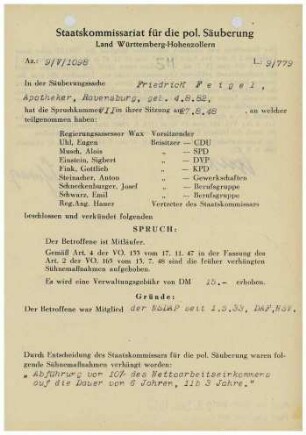 Staatskommissariat für die pol. Säuberung
Land Württemberg-Hohenzollern
Az.: 9/V/1098
L. 9/779
In der Säuberungssache Friedrich Feigel,
Apotheker, Ravensburg, geb. 4.8.82,
hat die Spruchkammer VII in ihrer Sitzung am 27.8.48, an welcher
teilgenommen haben:
Regierungsassessor Wax Vorsitzender
Uhl, Eugen Beisitzer — CDU
Musch, Alois „ — SPD
Einstein, Sigbert „ — DVP
Fink, Gottlieb „ — KPD
Steinacher, Anton „ — Gewerkschaften
Schneckenburger, Josef „ — Berufsgruppe
Schwarz, Emil „ — Berufsgruppe
Reg.Ang. Hauer Vertreter des Staatskommissars
beschlossen und verkündet folgenden
SPRUCH:
Der Betroffene ist Mitläufer.
Gemäß Art. 4 der VO 133 vom 17. 11. 47 in der Fassung des
Art. 2 der VO. 165 vom 13. 7. 48 sind die früher verhängten
Sühnemaßnahmen aufgehoben.
Es wird eine Verwaltungsgebühr von DM 15.- erhoben.
Gründe:
Der Betroffene war Mitglied der NSDAP seit 1.5.33, DAF, NSV.
Durch Entscheidung des Staatskommissars für die pol. Säuberung waren fol-
gende Sühnemaßnahmen verhängt worden:
" Abführung von 10% des Nettoarbeitseinkommens
auf die Dauer von 6 Jahren, 11b 3 Jahre."